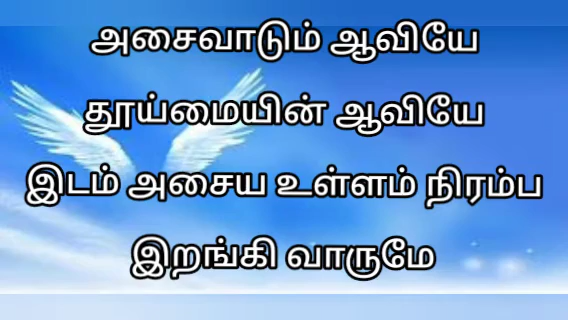 அசைவாடும் ஆவியே
தூய்மையின் ஆவியே
இடம் அசைய உள்ளம் நிரம்ப
இறங்கி வாருமே